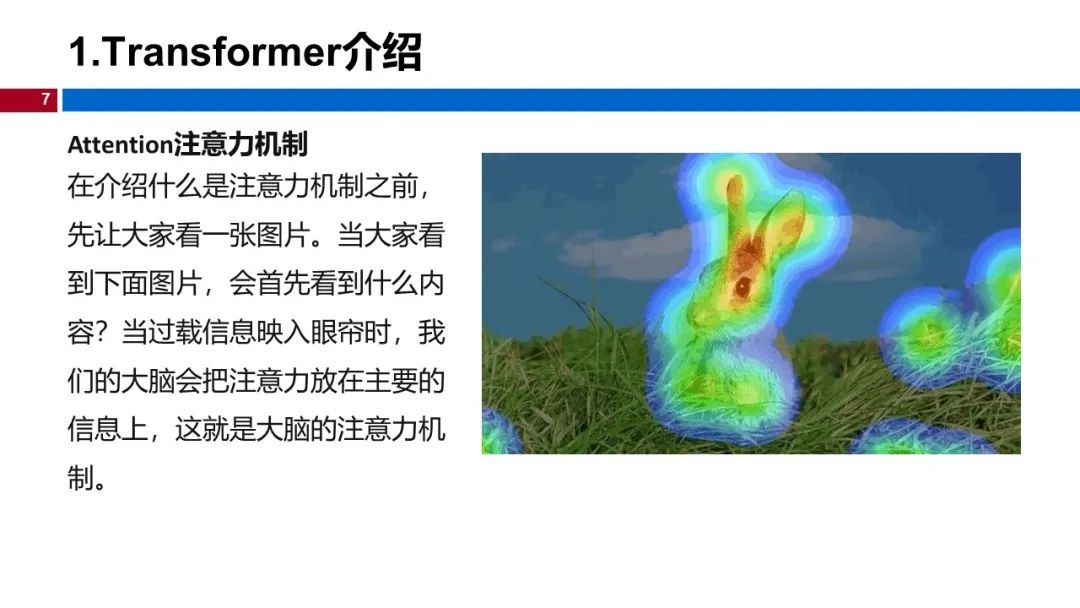 1.Transformer介绍
7
Attention注意力机制
在介绍什么是注意力机制之前，
先让大家看一张图片。当大家看
到下面图片，会首先看到什么内
容？当过载信息映入眼帘时，我
们的大脑会把注意力放在主要的
信息上，这就是大脑的注意力机
制。